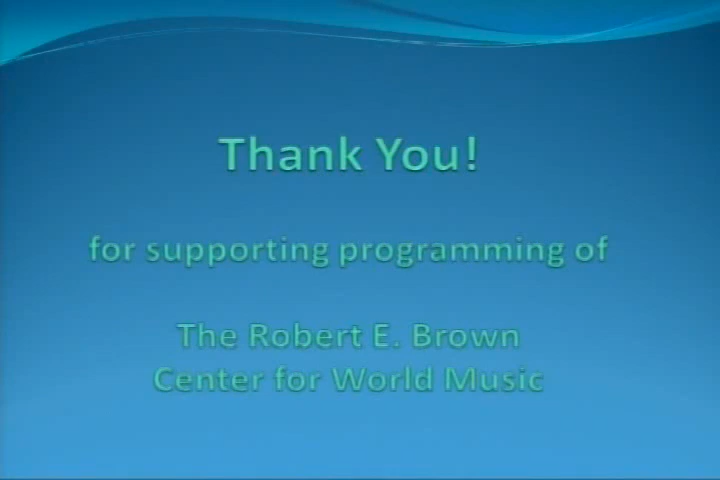 Thank You!
for supporting programming of
The Robert E. Brown
Center for World Music